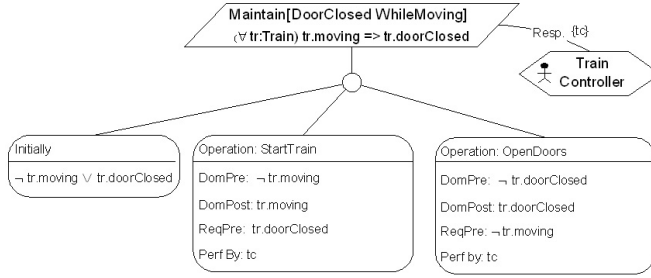 Maintain[DoorClosed WhileMoving]
(∀ tr:Train) tr.moving => tr.doorClosed
Resp. {tc}
Train
Controller
Initially
¬ tr.moving ∨ tr.doorClosed
Operation: StartTrain
DomPre: ¬ tr.moving
DomPost: tr.moving
ReqPre: tr.doorClosed
Perf By: tc
Operation: OpenDoors
DomPre: ¬ tr.doorClosed
DomPost: tr.doorClosed
ReqPre: ¬ tr.moving
Perf by: tc